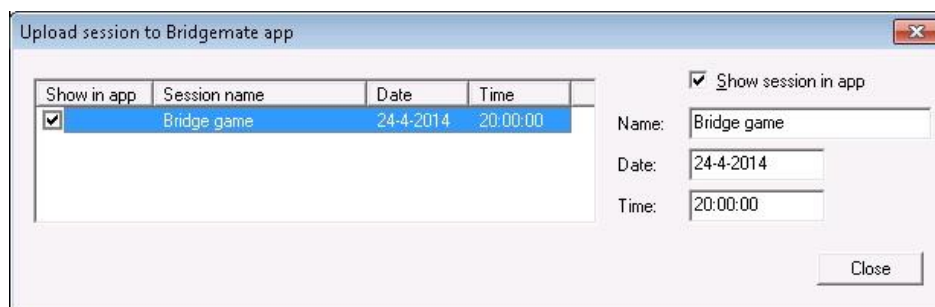 Upload session to Bridgemate app
Show in app Session name Date Time
Bridge game 24-4-2014 20:00:00
Show session in app
Name: Bridge game
Date: 24-4-2014
Time: 20:00:00
Close